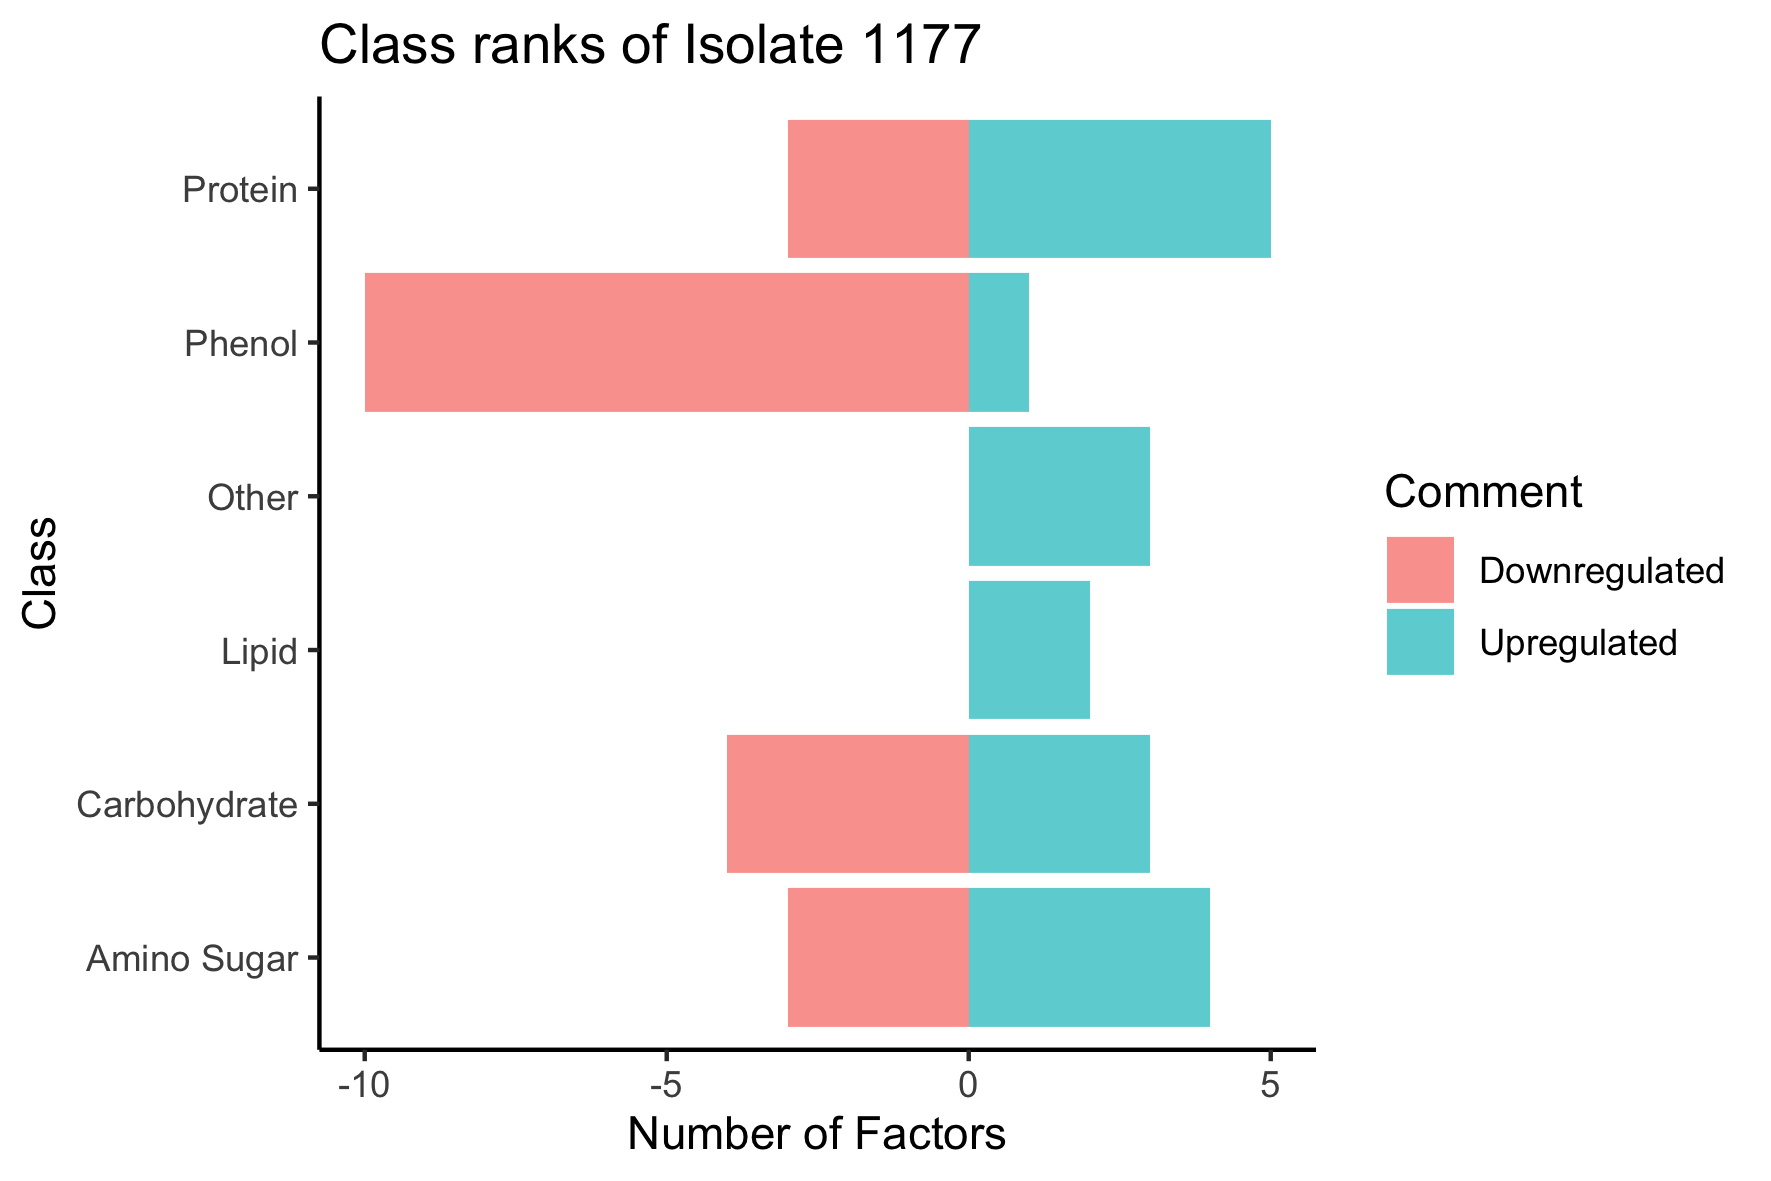 Class ranks of Isolate 1177
Class
Protein
Phenol
Other
Lipid
Carbohydrate
Amino Sugar
-10 -5 0 5
Number of Factors
Comment
Downregulated
Upregulated